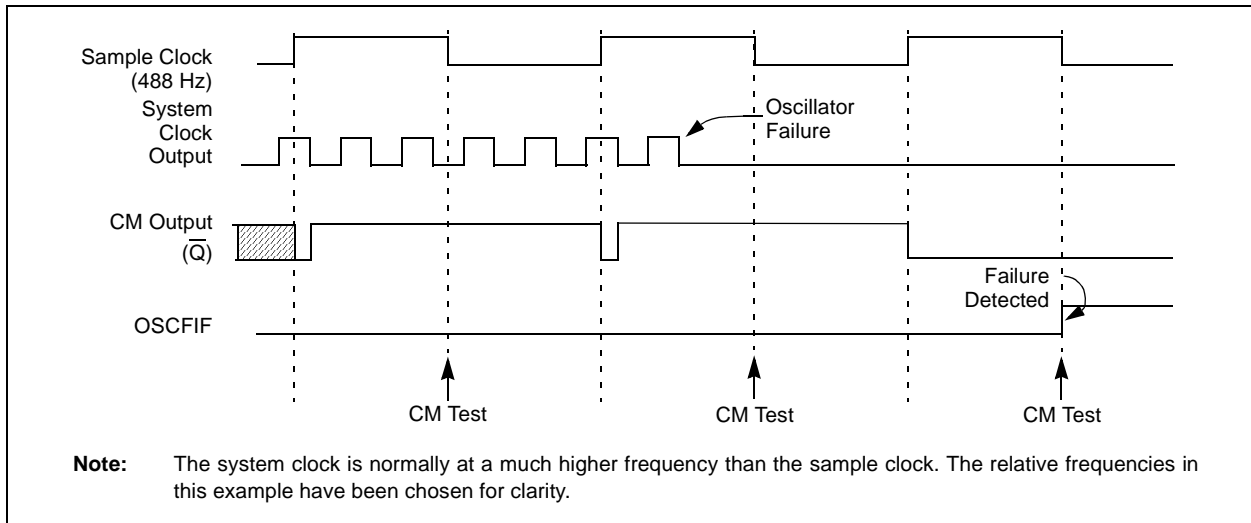 Sample Clock
(488 Hz)
System
Clock
Output
Oscillator
Failure
CM Output
(Q̅)
Failure
Detected
OSCFIF
CM Test
CM Test
CM Test
Note: The system clock is normally at a much higher frequency than the sample clock. The relative frequencies in
this example have been chosen for clarity.